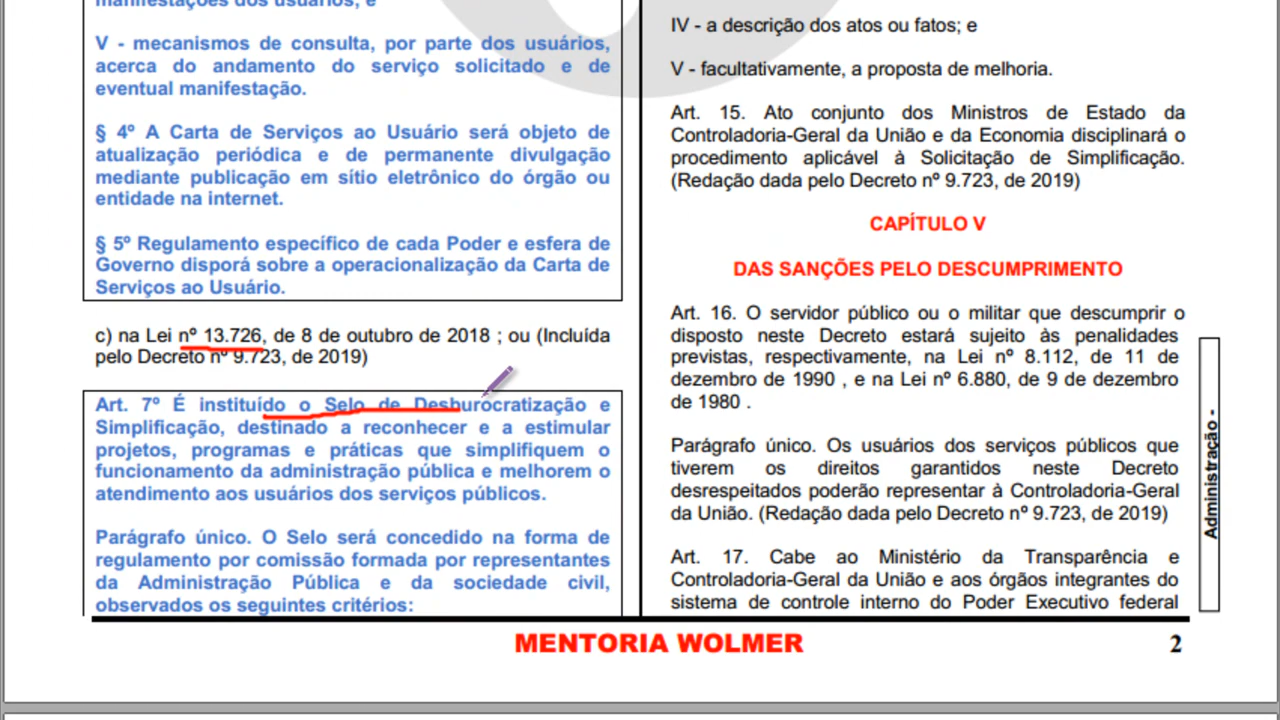 manifestações dos usuários; e
V - mecanismos de consulta, por parte dos usuários,
acerca do andamento do serviço solicitado e de
eventual manifestação.
§ 4º A Carta de Serviços ao Usuário será objeto de
atualização periódica e de permanente divulgação
mediante publicação em sítio eletrônico do órgão ou
entidade na internet.
§ 5º Regulamento específico de cada Poder e esfera de
Governo disporá sobre a operacionalização da Carta de
Serviços ao Usuário.
c) na Lei nº 13.726, de 8 de outubro de 2018 ; ou (Incluída
pelo Decreto nº 9.723, de 2019)
Art. 7º É instituído o Selo de Desburocratização e
Simplificação, destinado a reconhecer e a estimular
projetos, programas e práticas que simplifiquem o
funcionamento da administração pública e melhorem o
atendimento aos usuários dos serviços públicos.
Parágrafo único. O Selo será concedido na forma de
regulamento por comissão formada por representantes
da Administração Pública e da sociedade civil,
observados os seguintes critérios:
IV - a descrição dos atos ou fatos; e
V - facultativamente, a proposta de melhoria.
Art. 15. Ato conjunto dos Ministros de Estado da
Controladoria-Geral da União e da Economia disciplinará o
procedimento aplicável à Solicitação de Simplificação.
(Redação dada pelo Decreto nº 9.723, de 2019)
CAPÍTULO V
DAS SANÇÕES PELO DESCUMPRIMENTO
Art. 16. O servidor público ou o militar que descumprir o
disposto neste Decreto estará sujeito às penalidades
previstas, respectivamente, na Lei nº 8.112, de 11 de
dezembro de 1990 , e na Lei nº 6.880, de 9 de dezembro
de 1980 .
Parágrafo único. Os usuários dos serviços públicos que
tiverem os direitos garantidos neste Decreto
desrespeitados poderão representar à Controladoria-Geral
da União. (Redação dada pelo Decreto nº 9.723, de 2019)
Art. 17. Cabe ao Ministério da Transparência e
Controladoria-Geral da União e aos órgãos integrantes do
sistema de controle interno do Poder Executivo federal
Administração -
MENTORIA WOLMER
2